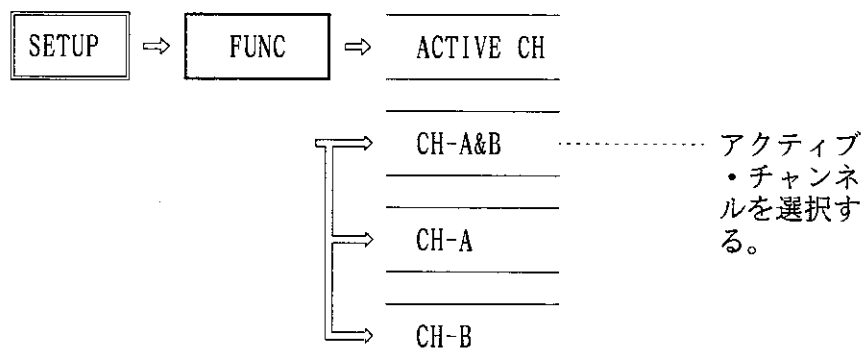 SETUP ⇨ FUNC ⇨ ACTIVE CH
CH-A&B
アクティブ
・チャンネ
ルを選択す
る。
CH-A
CH-B